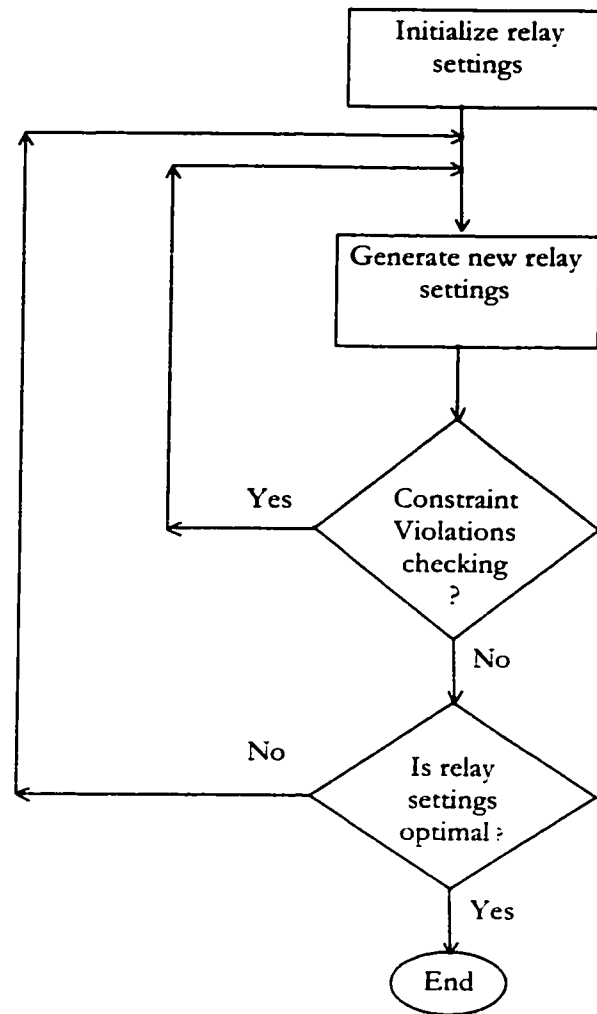 Initialize relay
settings
Generate new relay
settings
Yes
Constraint
Violations
checking
?
No
No
Is relay
settings
optimal ?
Yes
End